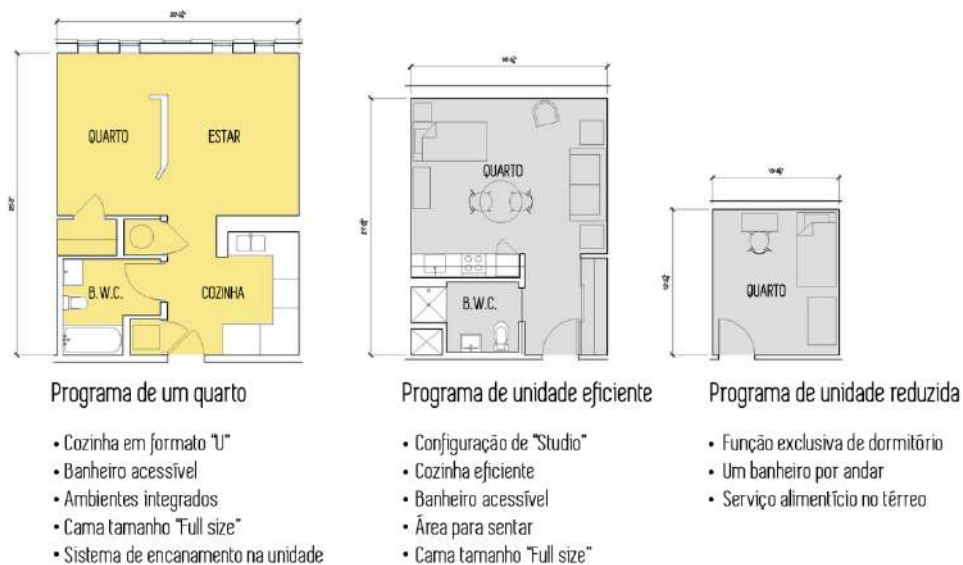 QUARTO
ESTAR
B.W.C.
COZINHA
Programa de um quarto
• Cozinha em formato "U"
• Banheiro acessível
• Ambientes integrados
• Cama tamanho "Full size"
• Sistema de encanamento na unidade
QUARTO
B.W.C.
Programa de unidade eficiente
• Configuração de "Studio"
• Cozinha eficiente
• Banheiro acessível
• Área para sentar
• Cama tamanho "Full size"
QUARTO
Programa de unidade reduzida
• Função exclusiva de dormitório
• Um banheiro por andar
• Serviço alimentício no térreo